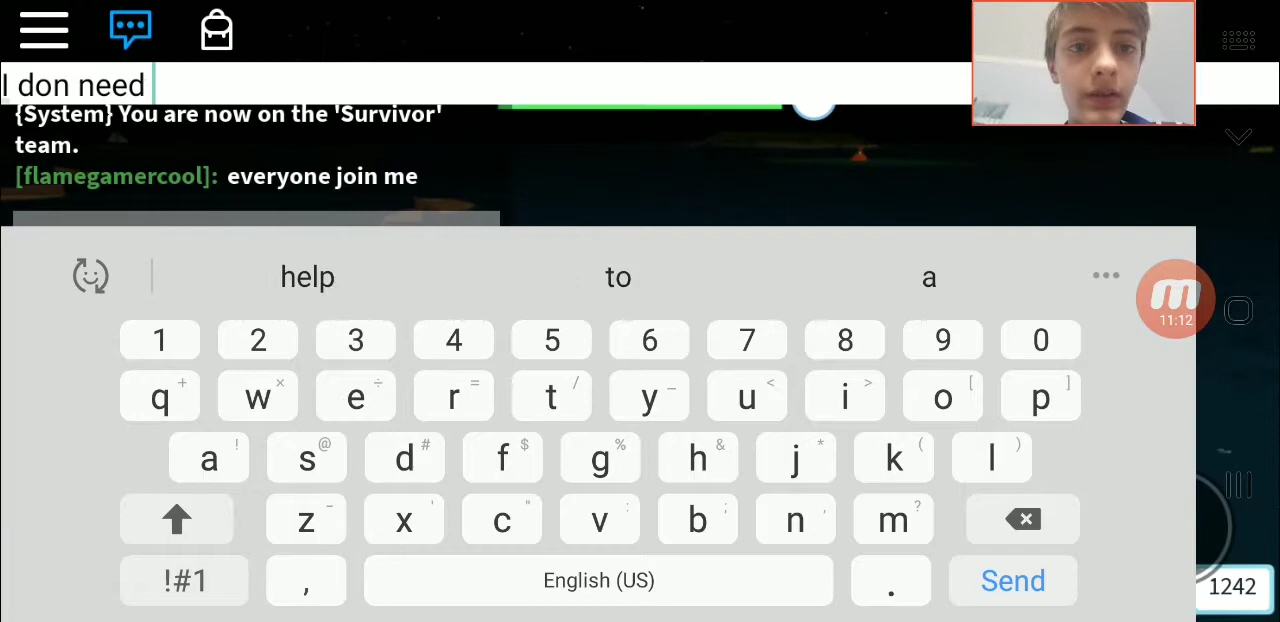 I don need
{System} You are now on the 'Survivor'
team.
[flamegamercool]: everyone join me
help to a
11:12
1 2 3 4 5 6 7 8 9 0
q + w × e ÷ r = t / y _ u < i > o [ p ]
a ! s @ d # f $ g % h & j * k ( l )
z - x ' c " v : b ; n , m ?
!#1 , English (US) . Send
1242